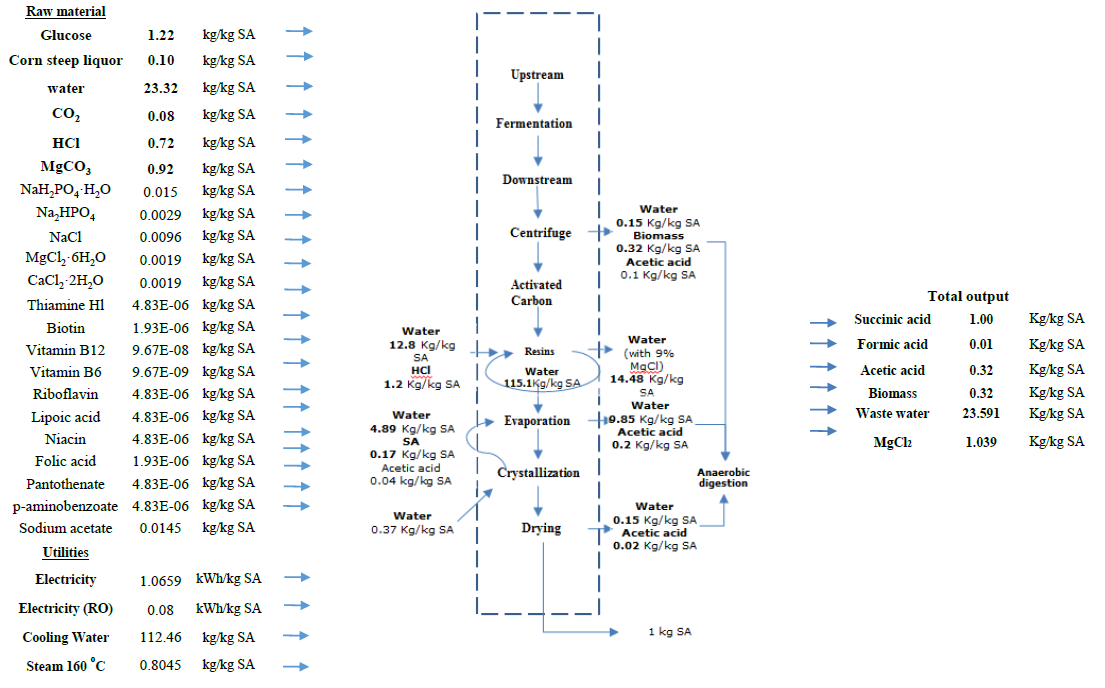 Raw material
Glucose 1.22 kg/kg SA
Corn steep liquor 0.10 kg/kg SA
water 23.32 kg/kg SA
CO₂ 0.08 kg/kg SA
HCl 0.72 kg/kg SA
MgCO₃ 0.92 kg/kg SA
NaH₂PO₄·H₂O 0.015 kg/kg SA
Na₂HPO₄ 0.0029 kg/kg SA
NaCl 0.0096 kg/kg SA
MgCl₂·6H₂O 0.0019 kg/kg SA
CaCl₂·2H₂O 0.0019 kg/kg SA
Thiamine Hl 4.83E-06 kg/kg SA
Biotin 1.93E-06 kg/kg SA
Vitamin B12 9.67E-08 kg/kg SA
Vitamin B6 9.67E-09 kg/kg SA
Riboflavin 4.83E-06 kg/kg SA
Lipoic acid 4.83E-06 kg/kg SA
Niacin 4.83E-06 kg/kg SA
Folic acid 1.93E-06 kg/kg SA
Pantothenate 4.83E-06 kg/kg SA
p-aminobenzoate 4.83E-06 kg/kg SA
Sodium acetate 0.0145 kg/kg SA
Utilities
Electricity 1.0659 kWh/kg SA
Electricity (RO) 0.08 kWh/kg SA
Cooling Water 112.46 kg/kg SA
Steam 160 °C 0.8045 kg/kg SA
Upstream
Fermentation
Downstream
Centrifuge
Activated
Carbon
Resins
Water
115.1Kg/kg SA
Evaporation
Crystallization
Drying
Water
12.8 Kg/kg
SA
HCl
1.2 Kg/kg SA
Water
4.89 Kg/kg SA
SA
0.17 Kg/kg SA
Acetic acid
0.04 kg/kg SA
Water
0.37 Kg/kg SA
Water
0.15 Kg/kg SA
Biomass
0.32 Kg/kg SA
Acetic acid
0.1 Kg/kg SA
Water
(with 9%
MgCl)
14.48 Kg/kg
SA
Water
9.85 Kg/kg SA
Acetic acid
0.2 Kg/kg SA
Anaerobic
digestion
Water
0.15 Kg/kg SA
Acetic acid
0.02 Kg/kg SA
1 kg SA
Total output
Succinic acid 1.00 Kg/kg SA
Formic acid 0.01 Kg/kg SA
Acetic acid 0.32 Kg/kg SA
Biomass 0.32 Kg/kg SA
Waste water 23.591 Kg/kg SA
MgCl₂ 1.039 Kg/kg SA